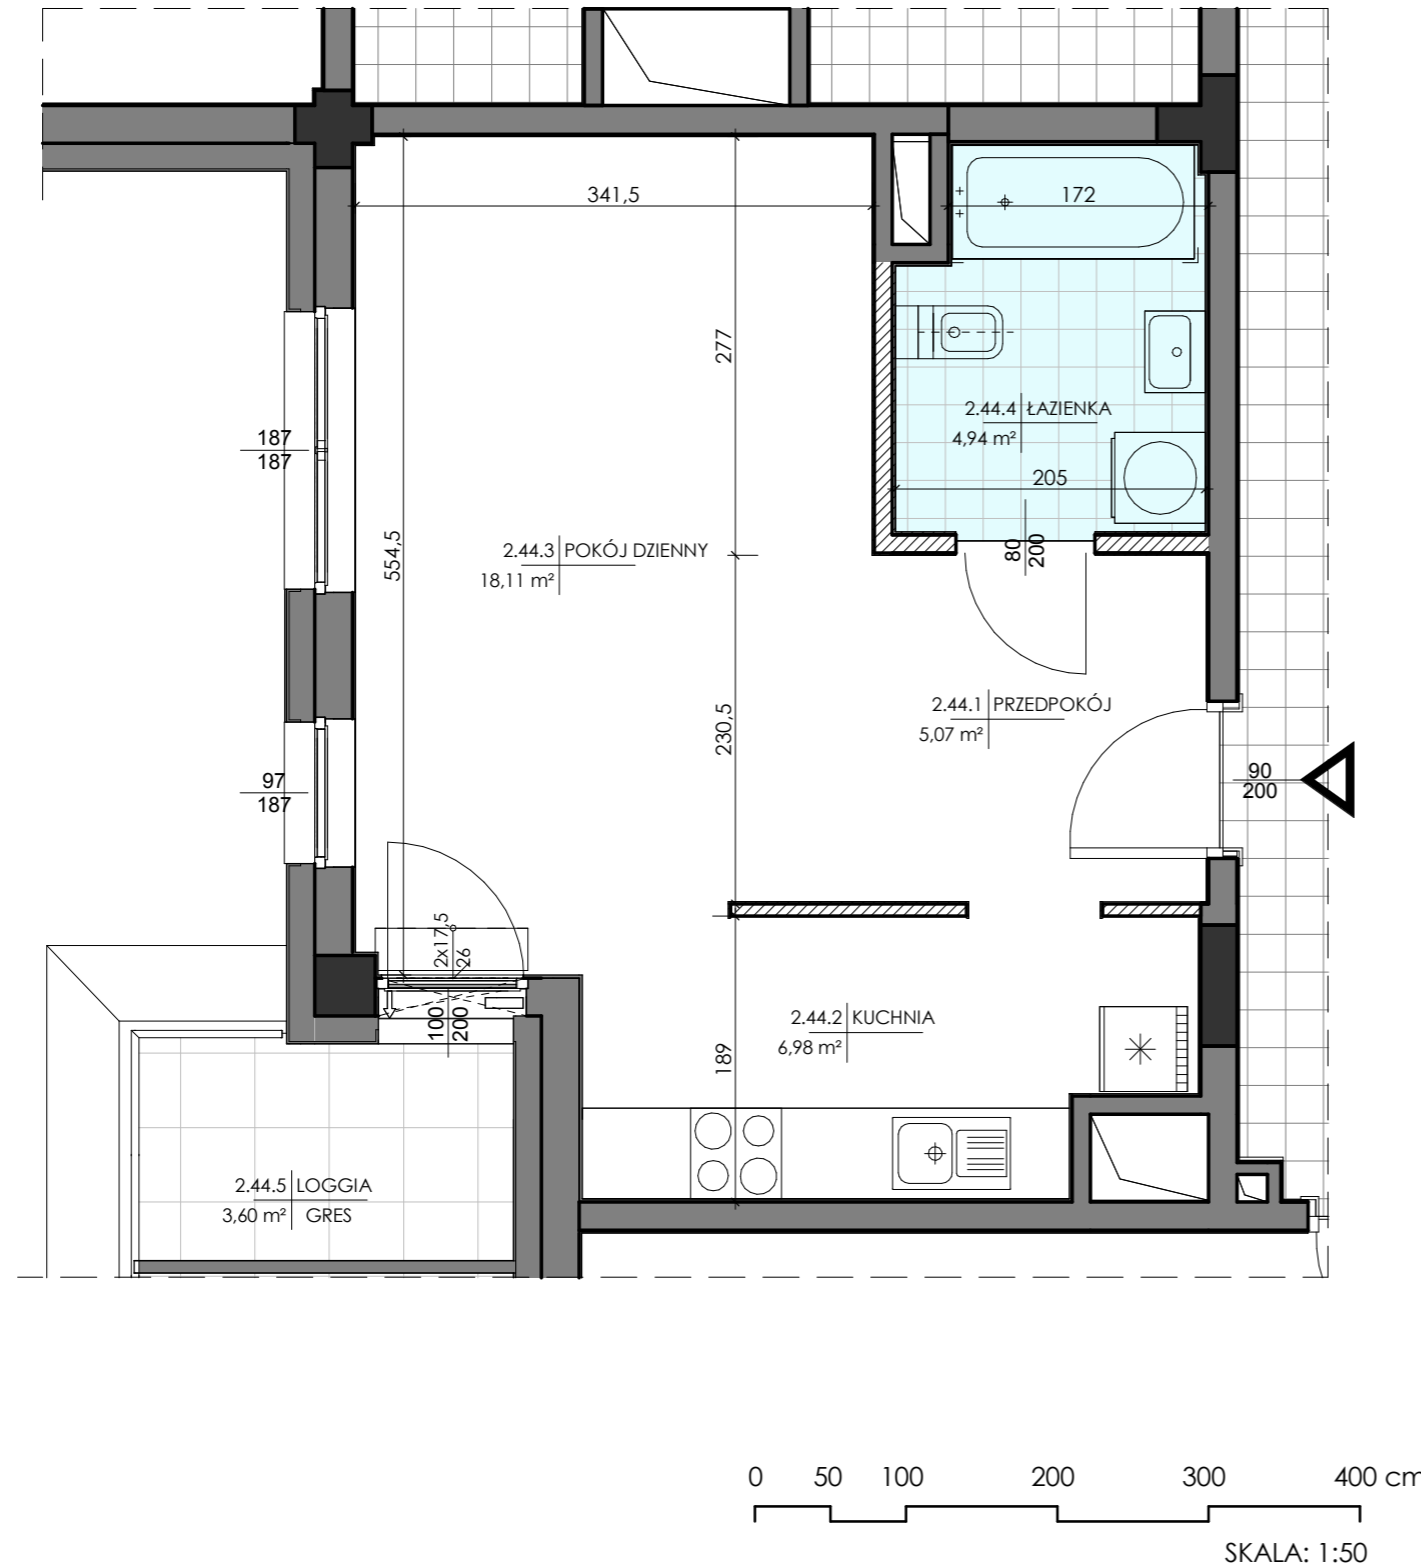 341,5
172
277
2.44.4 ŁAZIENKA
4,94 m²
187
187
205
554,5
2.44.3 POKÓJ DZIENNY
18,11 m²
80
200
2.44.1 PRZEDPOKÓJ
5,07 m²
230,5
97
187
90
200
2x17,5
26
100
200
2.44.2 KUCHNIA
6,98 m²
189
2.44.5 LOGGIA
3,60 m² GRES
0 50 100 200 300 400 cm
SKALA: 1:50